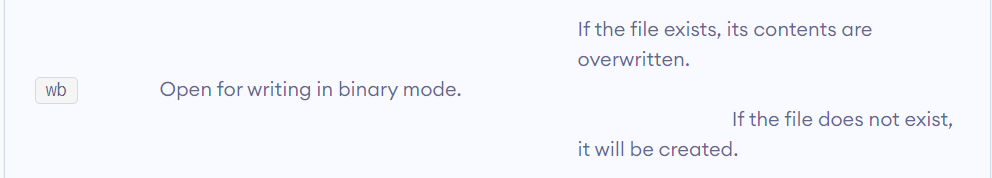 If the file exists, its contents are
overwritten.
wb Open for writing in binary mode.
If the file does not exist,
it will be created.